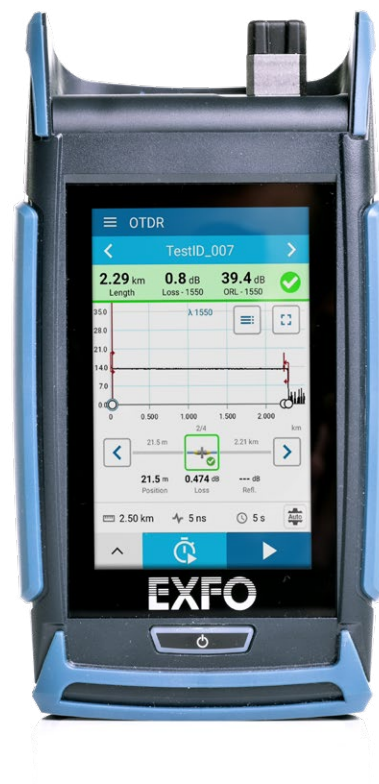 OTDR
TestID_007
2.29 km 0.8 dB 39.4 dB
Length Loss - 1550 ORL - 1550
35.0
λ 1550
28.0
21.0
14.0
7.0
0.0
0 0.500 1.000 1.500 2.000
2/4 km
21.5 m 2.21 km
21.5 m 0.474 dB --- dB
Position Loss Refl.
2.50 km 5 ns 5 s Auto
EXFO